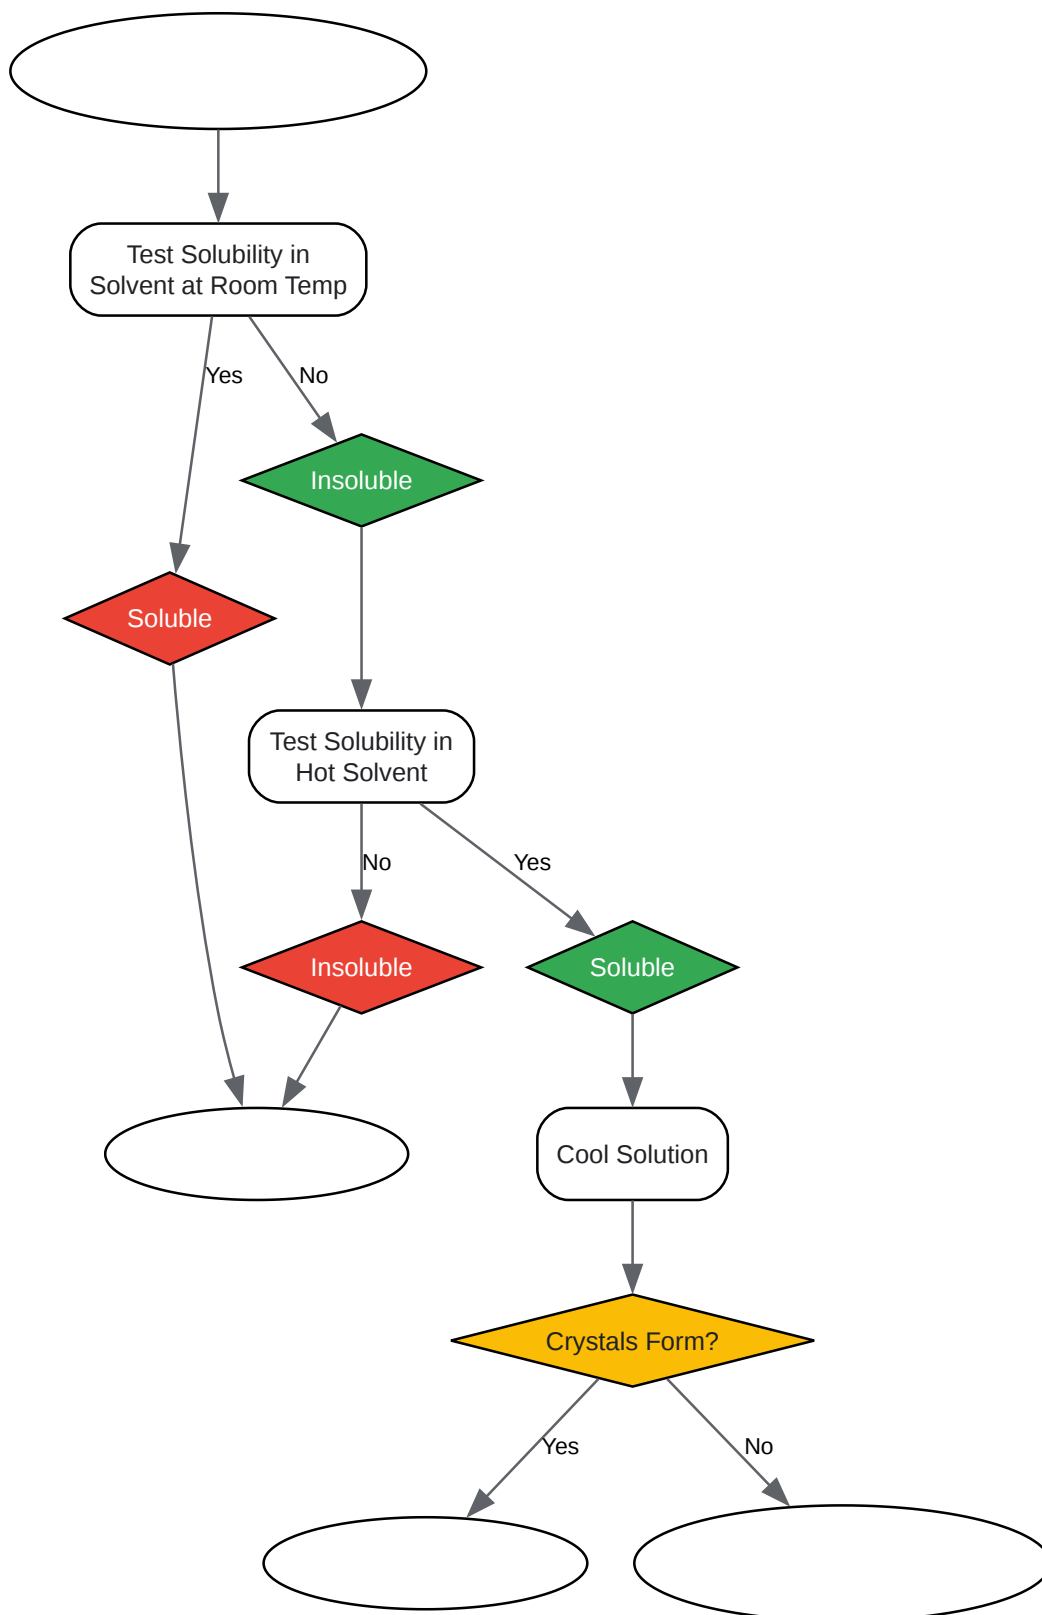 Test Solubility in
Solvent at Room Temp
Yes
No
Insoluble
Soluble
Test Solubility in
Hot Solvent
No
Yes
Insoluble
Soluble
Cool Solution
Crystals Form?
Yes
No